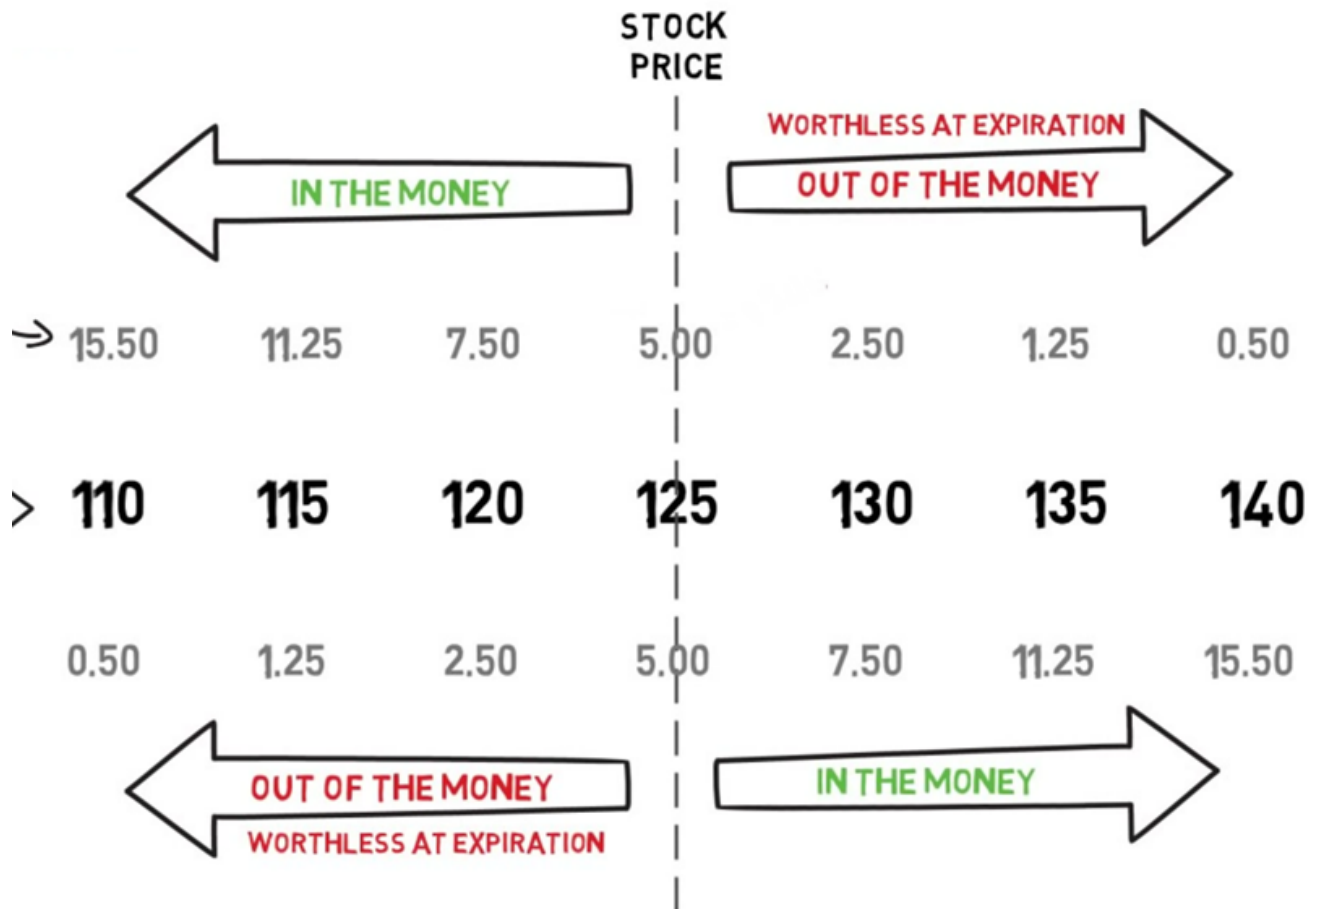 STOCK
PRICE
WORTHLESS AT EXPIRATION
IN THE MONEY
OUT OF THE MONEY
15.50 11.25 7.50 5.00 2.50 1.25 0.50
110 115 120 125 130 135 140
0.50 1.25 2.50 5.00 7.50 11.25 15.50
OUT OF THE MONEY
IN THE MONEY
WORTHLESS AT EXPIRATION